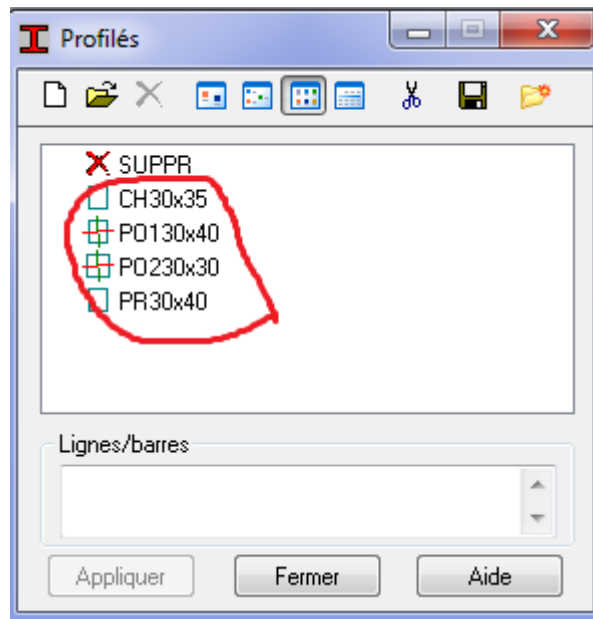 Profilés
SUPPR
CH30x35
PO130x40
PO230x30
PR30x40
Lignes/barres
Appliquer Fermer Aide